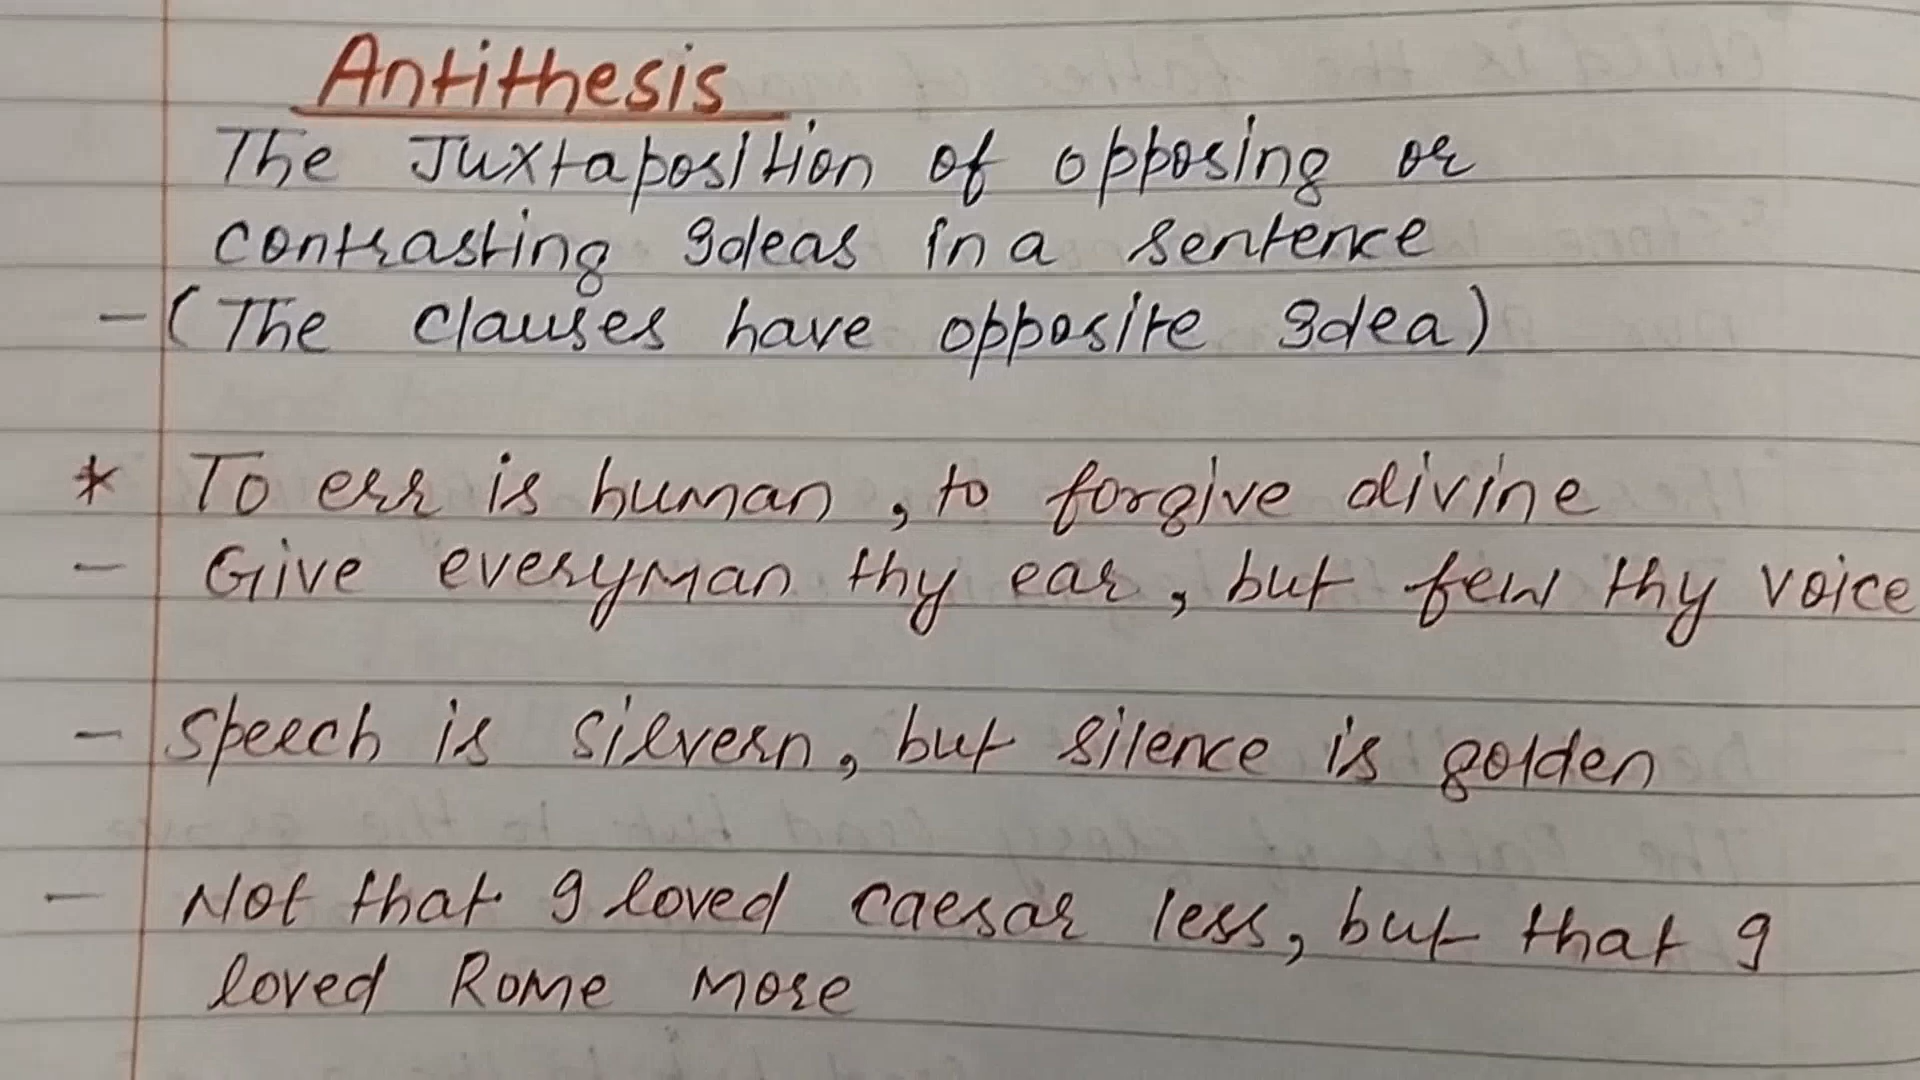 Antithesis
The Juxtaposition of opposing or
contrasting Ideas in a sentence
- (The clauses have opposite Idea)
* To err is human, to forgive divine
- Give everyman thy ear, but few thy voice
- Speech is silvern, but silence is golden
- Not that I loved caesar less, but that I
loved Rome more